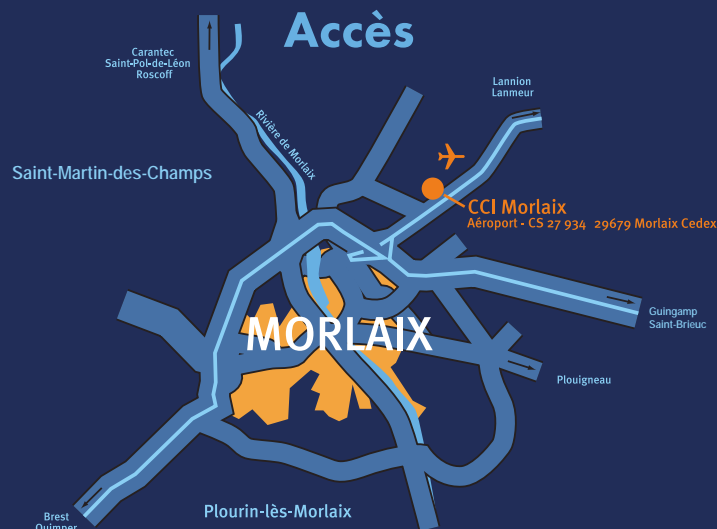 Accès
Carantec
Saint-Pol-de-Léon
Roscoff
Lannion
Lanmeur
Rivière de Morlaix
Saint-Martin-des-Champs
CCI Morlaix
Aéroport - CS 27 934 29679 Morlaix Cedex
Guingamp
Saint-Brieuc
MORLAIX
Plouigneau
Plourin-lès-Morlaix
Brest
Quimper